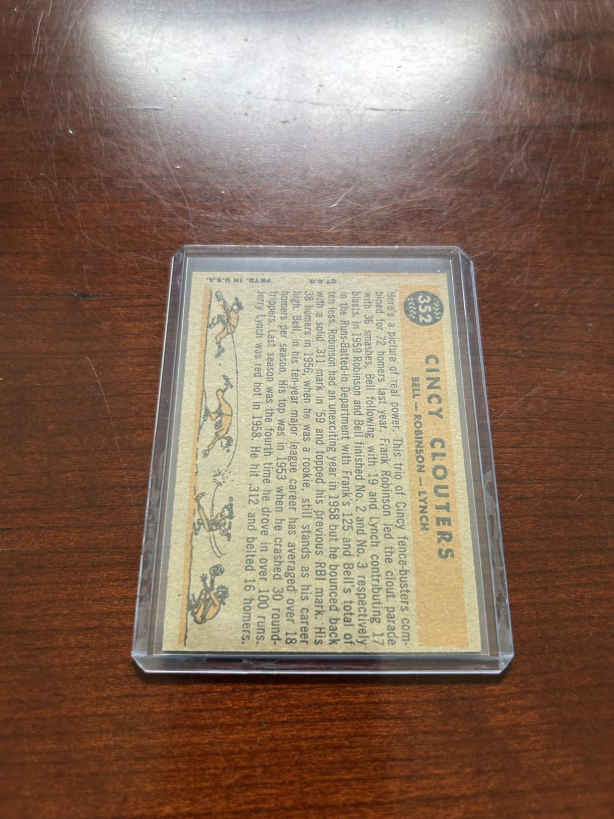 352
CINCY CLOUTERS
BELL — ROBINSON — LYNCH
Here's a picture of real power. This trio of Cincy fence-busters com-
bined for 72 homers last year. Frank Robinson led the clout parade
with 36 smashes, Bell following with 19 and Lynch contributing 17
blasts. In 1959 Robinson and Bell finished No. 2 and No. 3 respectively
in the Runs-Batted-In Department with Frank's 125 and Bell's total of
ten less. Robinson had an unexciting year in 1958 but he bounced back
with a solid .311 mark in '59 and topped his previous RBI mark. His
38 homers in 1956, when he was a rookie, still stands as his career
high. Bell, in his ten-year major league career has averaged over 18
homers per season. His top was in 1953 when he crashed 30 round-
trippers. Last season was the fourth time he drove in over 100 runs.
Jerry Lynch was red hot in 1958. He hit .312 and belted 16 homers.
PRTD. IN U.S.A.